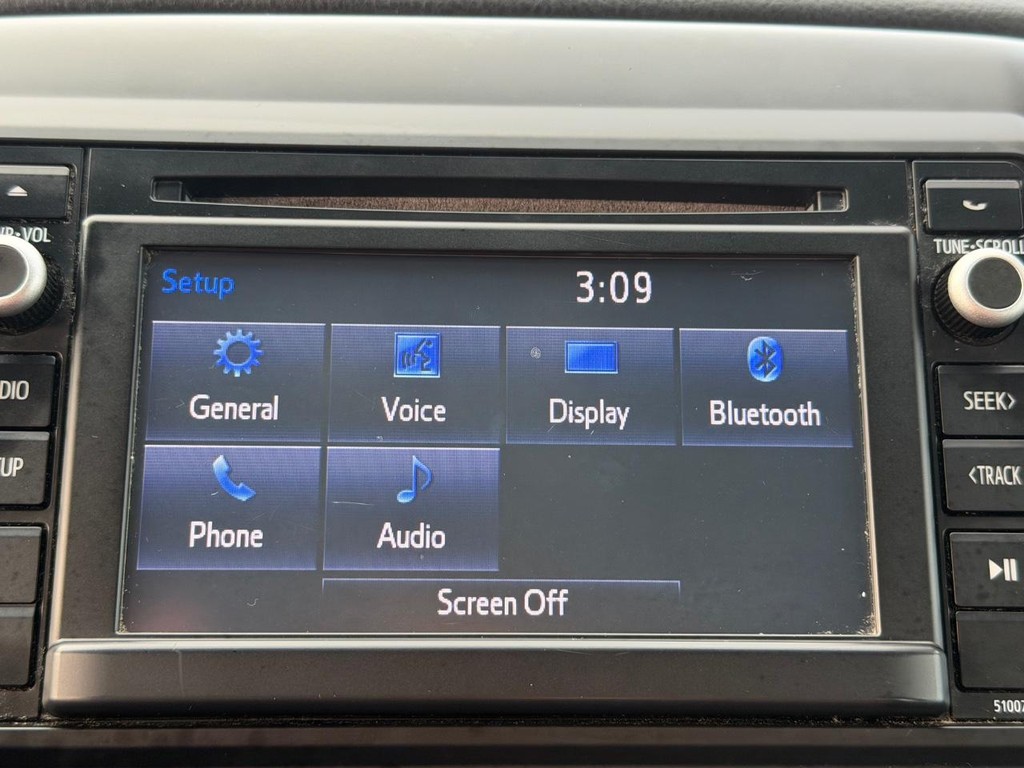 TUNE•SCROLL
Setup
3:09
General
Voice
Display
Bluetooth
SEEK>
<TRACK
Phone
Audio
Screen Off